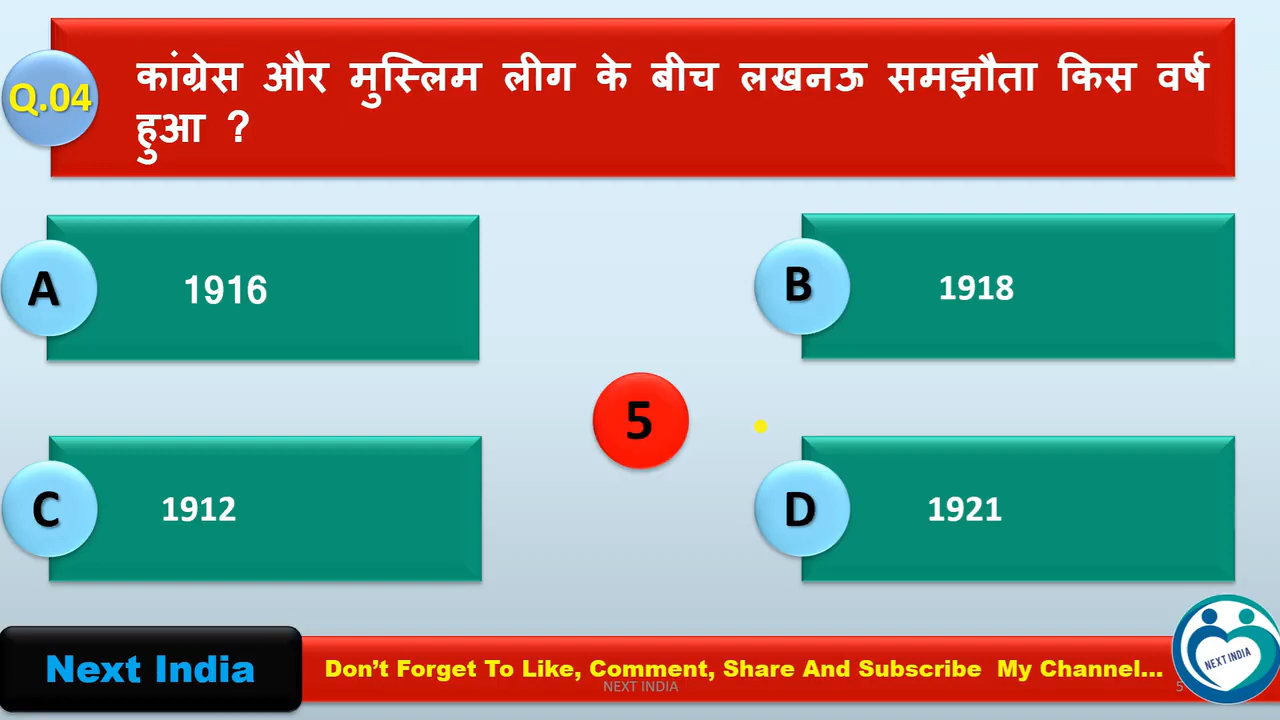 Q.04
कांग्रेस और मुस्लिम लीग के बीच लखनऊ समझौता किस वर्ष
हुआ ?
A 1916
B 1918
5
C 1912
D 1921
Next India
Don’t Forget To Like, Comment, Share And Subscribe My Channel...
NEXT INDIA
5
NEXT INDIA